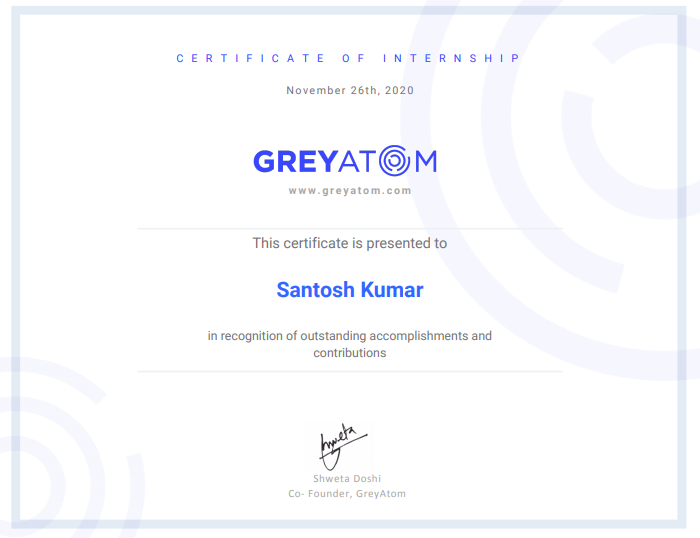 CERTIFICATE OF INTERNSHIP
November 26th, 2020
GREYATOM
www.greyatom.com
This certificate is presented to
Santosh Kumar
in recognition of outstanding accomplishments and
contributions
Shweta
Shweta Doshi
Co- Founder, GreyAtom